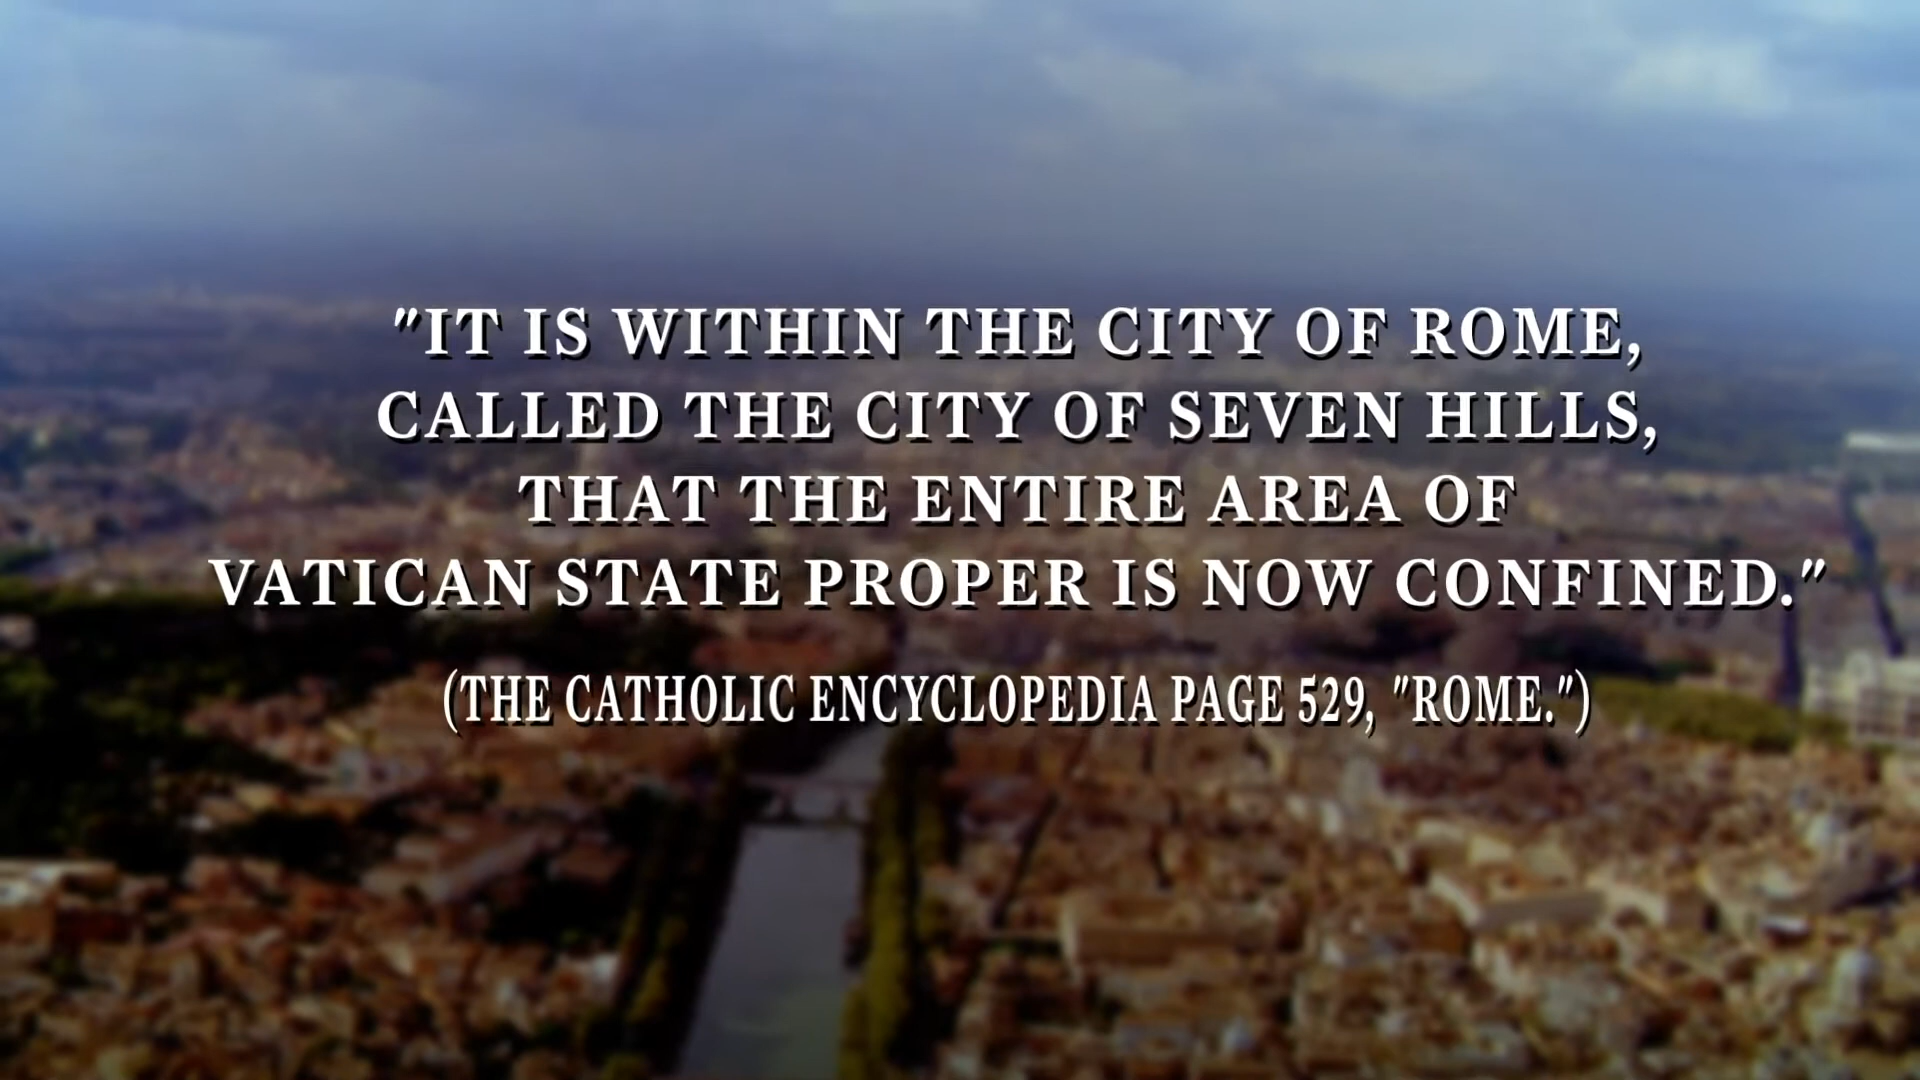 "IT IS WITHIN THE CITY OF ROME,
CALLED THE CITY OF SEVEN HILLS,
THAT THE ENTIRE AREA OF
VATICAN STATE PROPER IS NOW CONFINED."
(THE CATHOLIC ENCYCLOPEDIA PAGE 529, "ROME.")